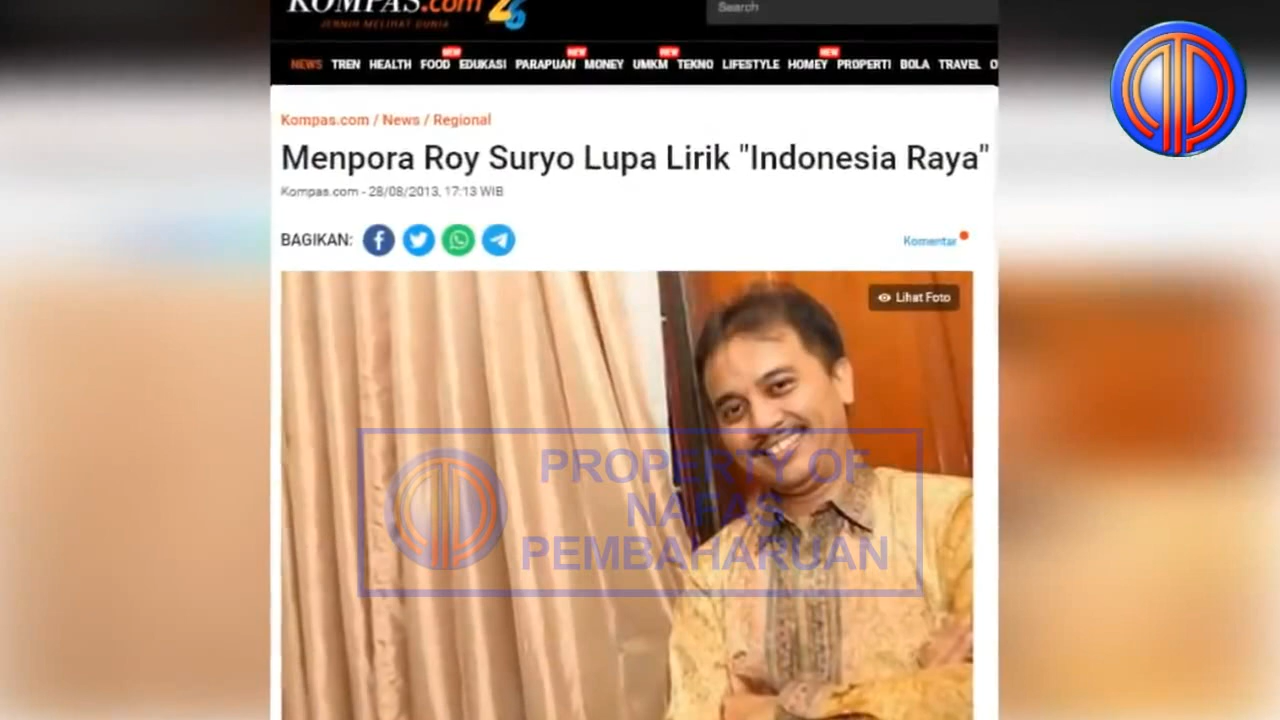 KOMPAS.com 26
JERNIH MELIHAT DUNIA
Search
NEWS TREN HEALTH FOOD NEW EDUKASI PARAPUAN NEW MONEY UMKM NEW TEKNO LIFESTYLE HOMEY NEW PROPERTI BOLA TRAVEL
Kompas.com / News / Regional
Menpora Roy Suryo Lupa Lirik "Indonesia Raya"
Kompas.com - 28/08/2013, 17:13 WIB
BAGIKAN:
Komentar
Lihat Foto
PROPERTY OF
NAFAS
PEMBAHARUAN